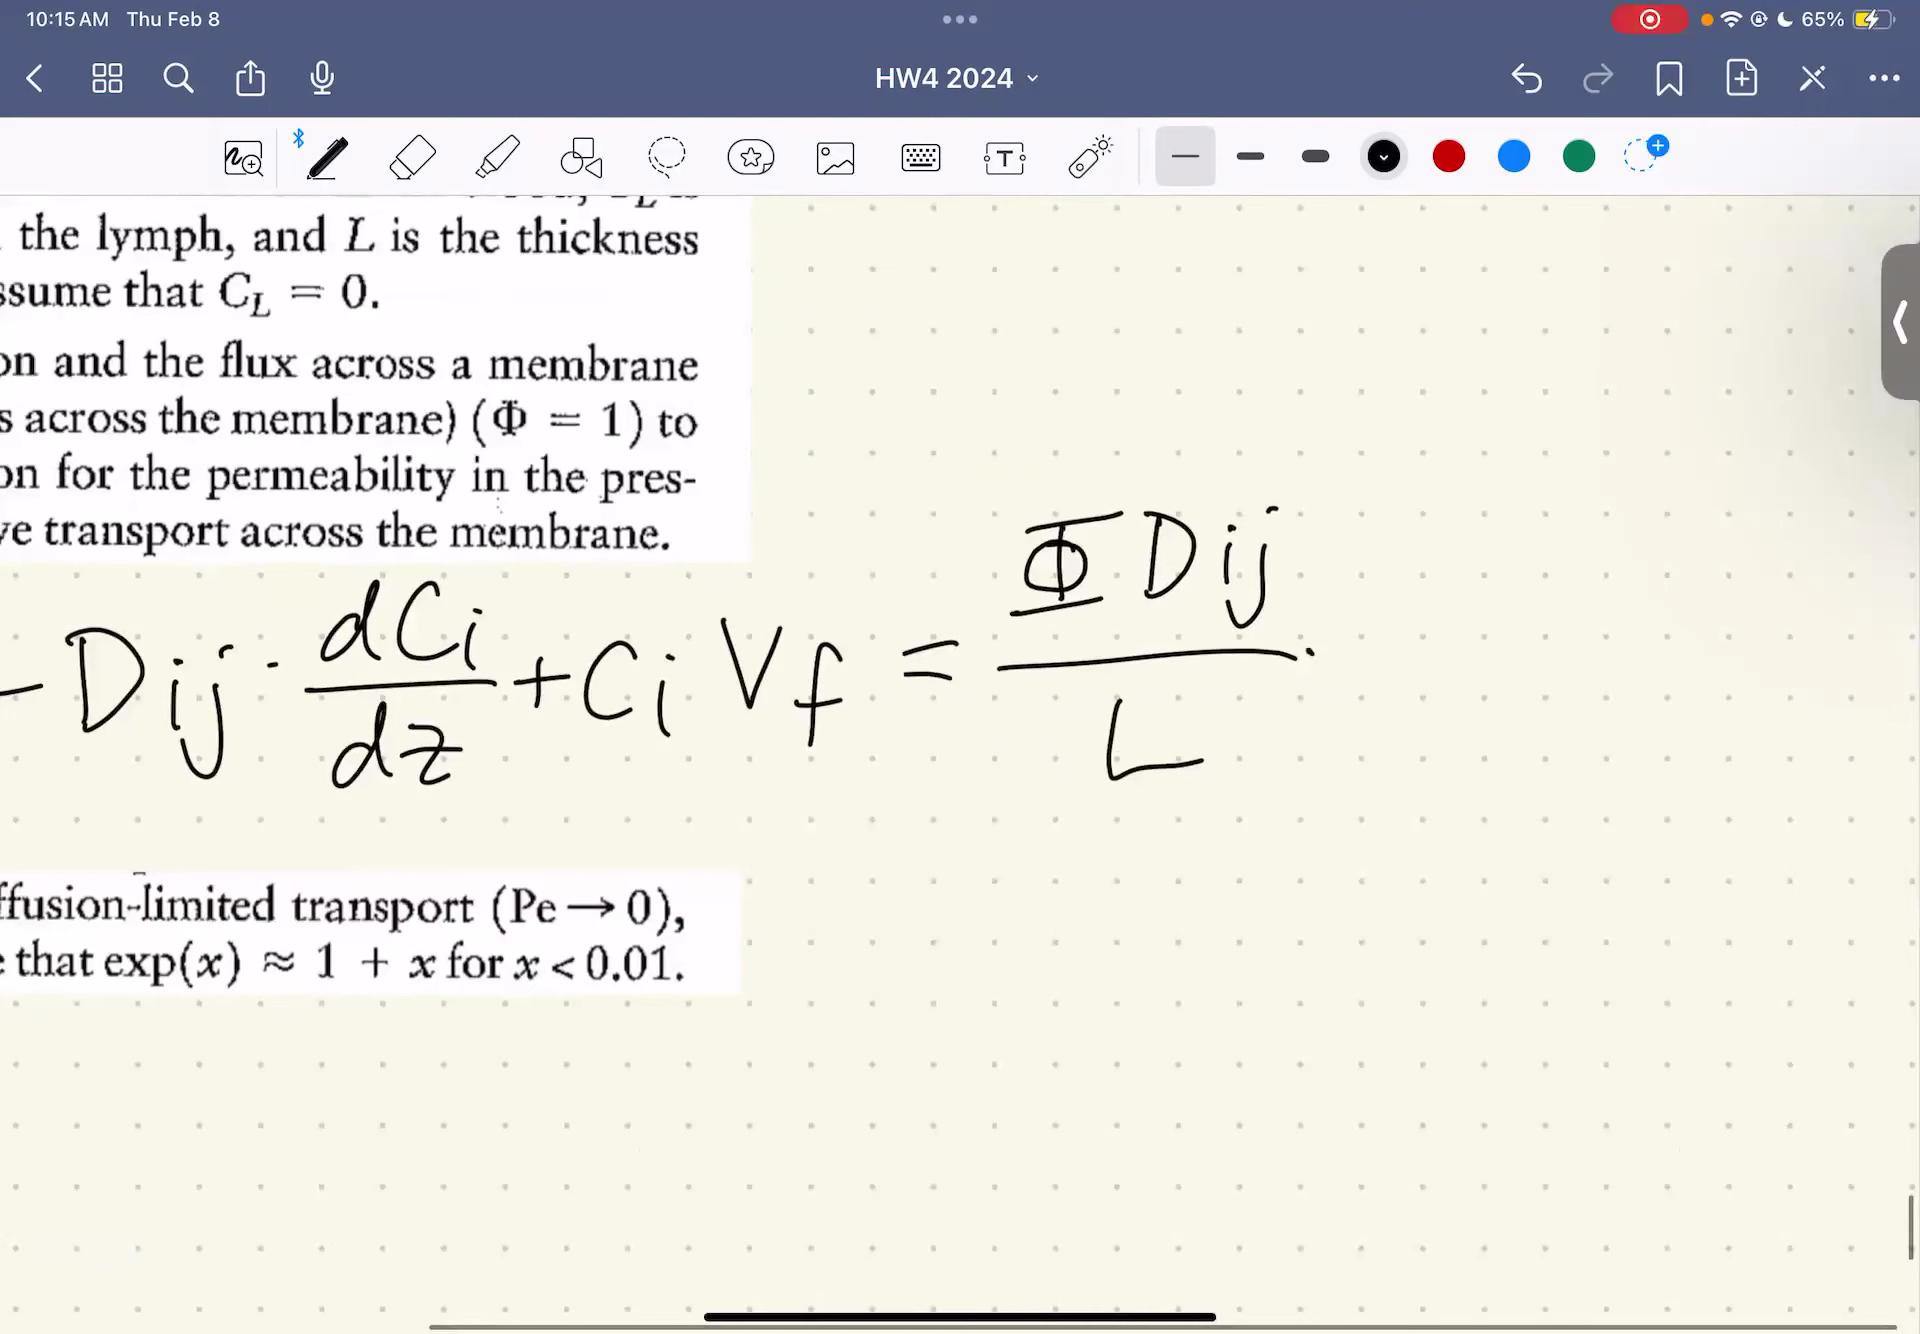 10:15 AM Thu Feb 8
65%
HW4 2024
the lymph, and L is the thickness
ssume that C_L = 0.
on and the flux across a membrane
s across the membrane) (Φ = 1) to
on for the permeability in the pres-
ve transport across the membrane.
- Dij · dCi/dz + Ci Vf = ΦDij/L ·
ffusion-limited transport (Pe → 0),
that exp(x) ≈ 1 + x for x < 0.01.